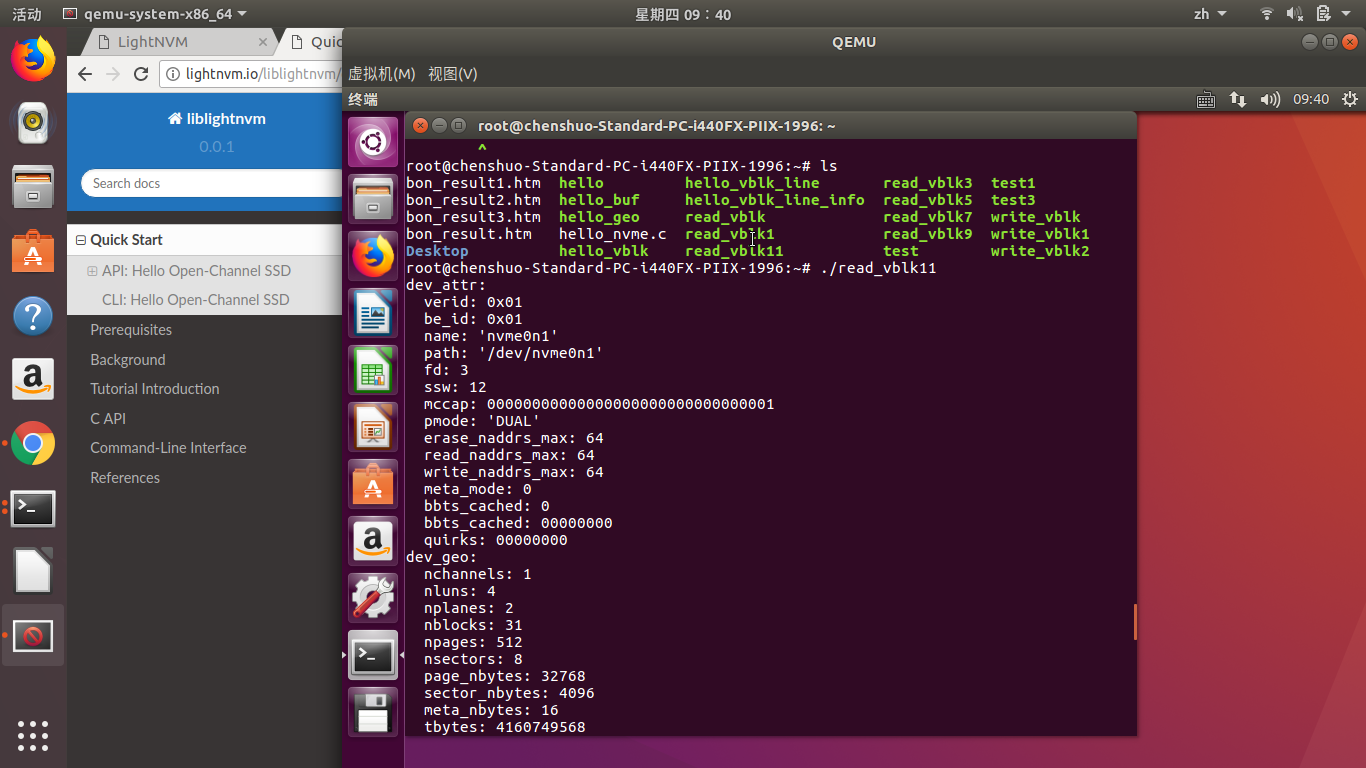 活动
qemu-system-x86_64
星期四 09：40
zh
LightNVM
Quic
lightnvm.io/liblightnvm/
liblightnvm
0.0.1
Search docs
Quick Start
API: Hello Open-Channel SSD
CLI: Hello Open-Channel SSD
Prerequisites
Background
Tutorial Introduction
C API
Command-Line Interface
References
QEMU
虚拟机(M) 视图(V)
终端
09:40
root@chenshuo-Standard-PC-i440FX-PIIX-1996: ~
^
root@chenshuo-Standard-PC-i440FX-PIIX-1996:~# ls
bon_result1.htm hello hello_vblk_line read_vblk3 test1
bon_result2.htm hello_buf hello_vblk_line_info read_vblk5 test3
bon_result3.htm hello_geo read_vblk read_vblk7 write_vblk
bon_result.htm hello_nvme.c read_vblk1 read_vblk9 write_vblk1
Desktop hello_vblk read_vblk11 test write_vblk2
root@chenshuo-Standard-PC-i440FX-PIIX-1996:~# ./read_vblk11
dev_attr:
verid: 0x01
be_id: 0x01
name: 'nvme0n1'
path: '/dev/nvme0n1'
fd: 3
ssw: 12
mccap: 00000000000000000000000000000001
pmode: 'DUAL'
erase_naddrs_max: 64
read_naddrs_max: 64
write_naddrs_max: 64
meta_mode: 0
bbts_cached: 0
bbts_cached: 00000000
quirks: 00000000
dev_geo:
nchannels: 1
nluns: 4
nplanes: 2
nblocks: 31
npages: 512
nsectors: 8
page_nbytes: 32768
sector_nbytes: 4096
meta_nbytes: 16
tbytes: 4160749568